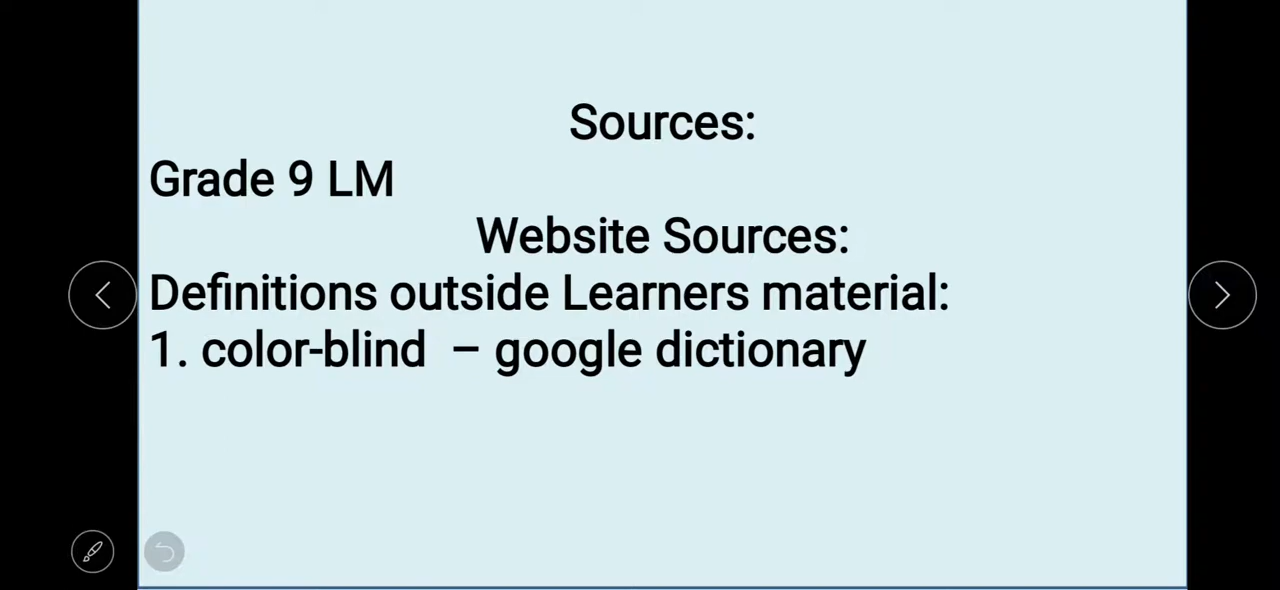 Sources:
Grade 9 LM
Website Sources:
Definitions outside Learners material:
1. color-blind – google dictionary